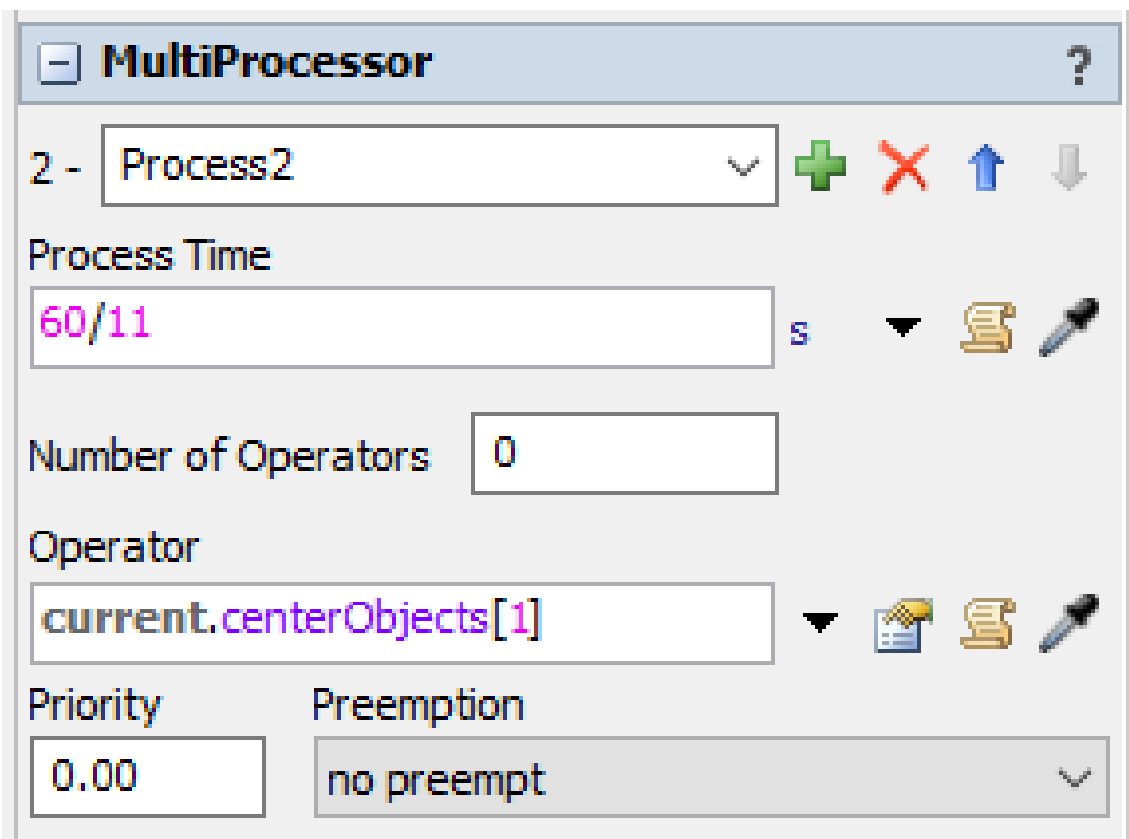 MultiProcessor ?
2 - Process2
Process Time
60/11 s
Number of Operators 0
Operator
current.centerObjects[1]
Priority Preemption
0.00 no preempt